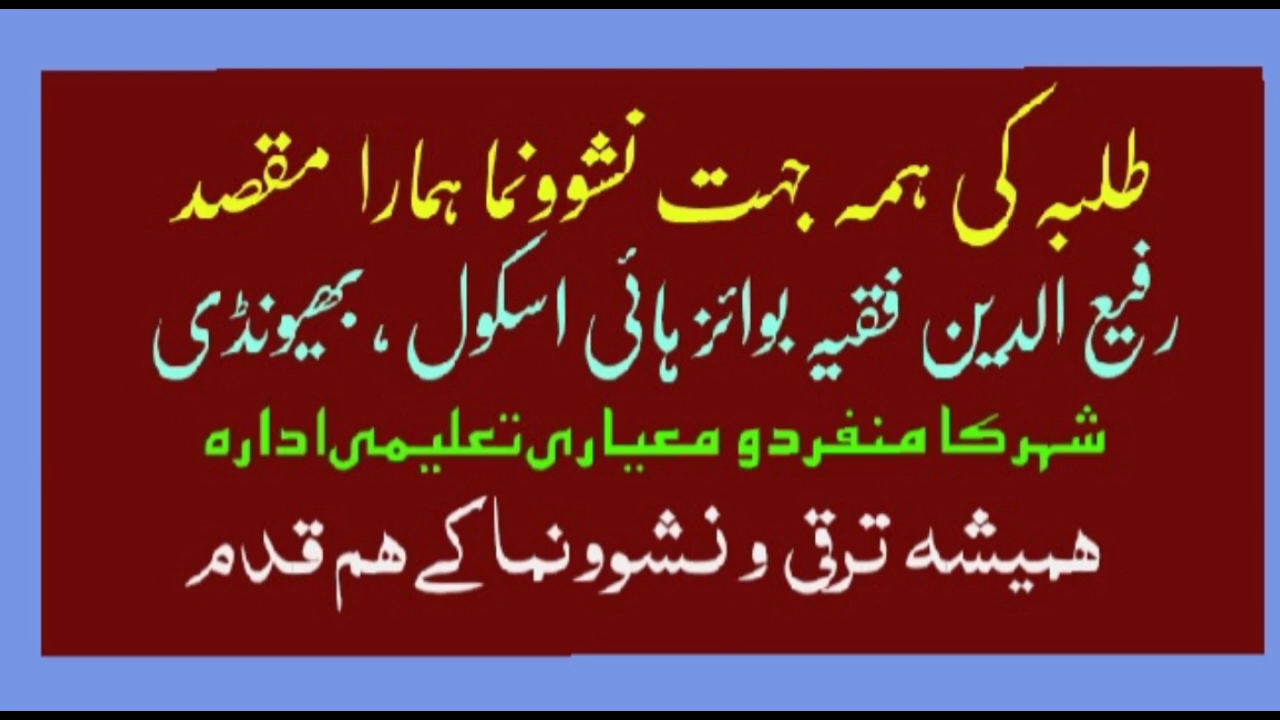 طلبہ کی ہمہ جہت نشوونما ہمارا مقصد
رفیع الدین فقیہ بوائز ہائی اسکول ، بھیونڈی
شہر کا منفرد و معیاری تعلیمی ادارہ
ہمیشہ ترقی و نشوونما کے ہم قدم